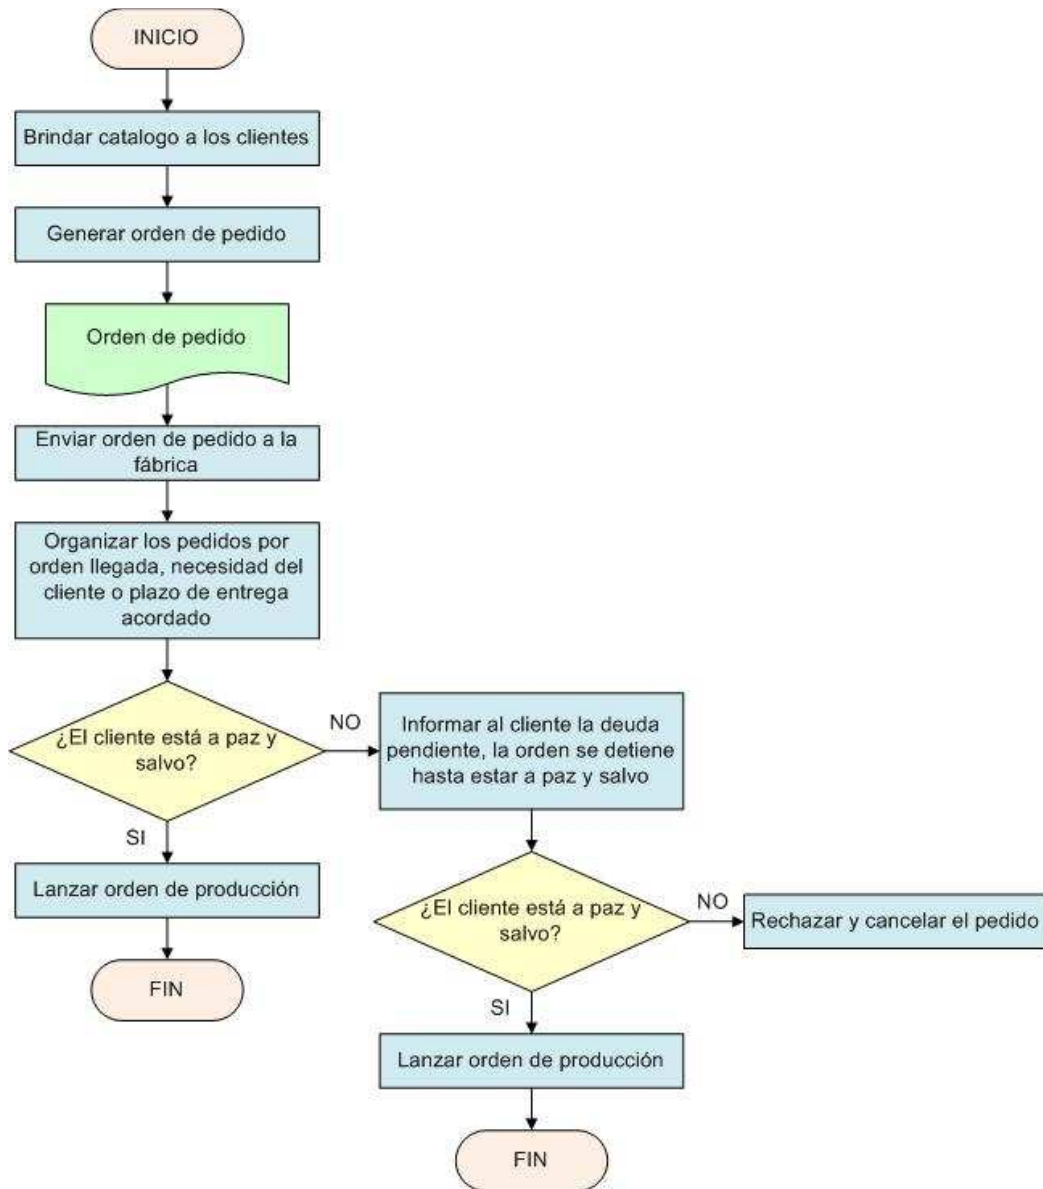 INICIO
Brindar catalogo a los clientes
Generar orden de pedido
Orden de pedido
Enviar orden de pedido a la
fábrica
Organizar los pedidos por
orden llegada, necesidad del
cliente o plazo de entrega
acordado
¿El cliente está a paz y
salvo?
NO
Informar al cliente la deuda
pendiente, la orden se detiene
hasta estar a paz y salvo
SI
Lanzar orden de producción
FIN
¿El cliente está a paz y
salvo?
NO
Rechazar y cancelar el pedido
SI
Lanzar orden de producción
FIN